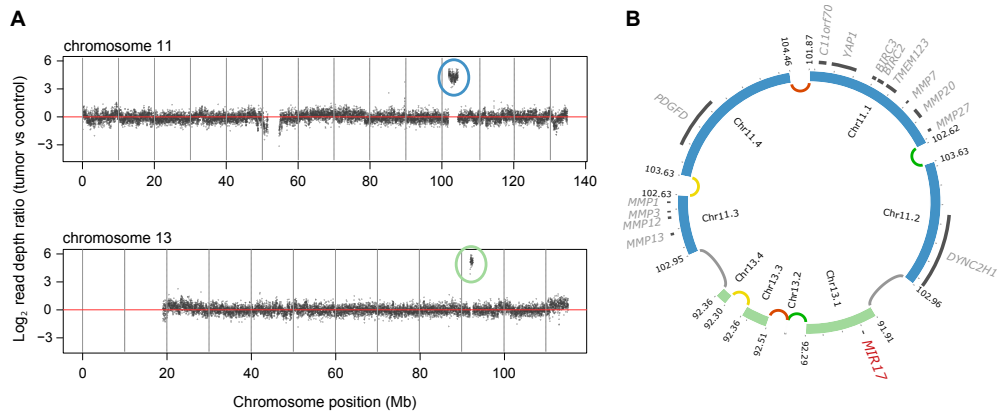 A
chromosome 11
6
3
0
−3
0 20 40 60 80 100 120 140
chromosome 13
6
3
0
−3
0 20 40 60 80 100
Log2 read depth ratio (tumor vs control)
Chromosome position (Mb)
B
104.46
101.87
C11orf70
YAP1
BIRC3
BIRC2
TMEM123
MMP7
MMP20
MMP27
102.62
Chr11.1
103.63
Chr11.2
DYNC2H1
102.96
91.91
MIR17
Chr13.1
92.29
Chr13.2
Chr13.3
92.51
92.36
Chr13.4
92.30
92.36
102.95
MMP13
MMP12
MMP3
MMP1
Chr11.3
102.63
103.63
Chr11.4
PDGFD